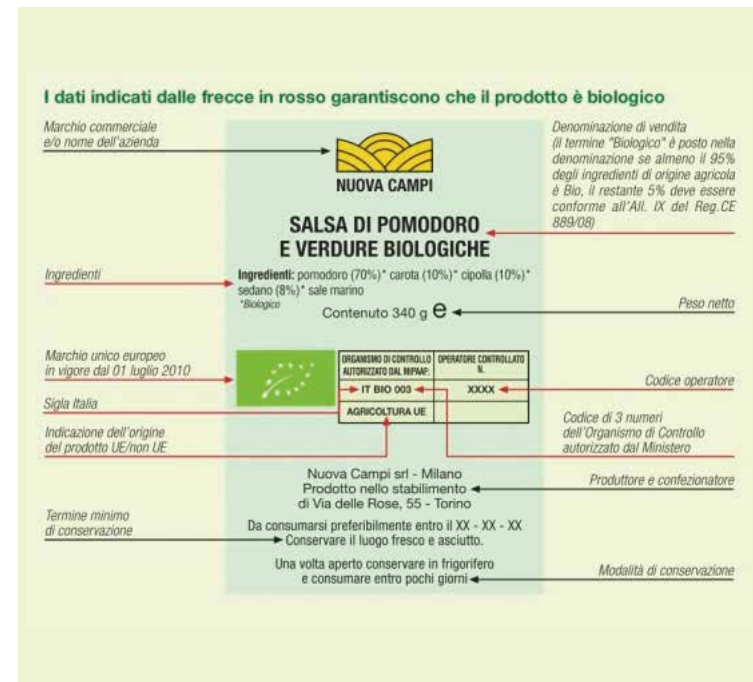 I dati indicati dalle frecce in rosso garantiscono che il prodotto è biologico
Marchio commerciale
e/o nome dell'azienda
NUOVA CAMPI
Denominazione di vendita
(il termine "Biologico" è posto nella
denominazione se almeno il 95%
degli ingredienti di origine agricola
è Bio, il restante 5% deve essere
conforme all'All. IX del Reg.CE
889/08)
SALSA DI POMODORO
E VERDURE BIOLOGICHE
Ingredienti
Ingredienti: pomodoro (70%)* carota (10%)* cipolla (10%)*
sedano (8%)* sale marino
*Biologico
Contenuto 340 g e
Peso netto
Marchio unico europeo
in vigore dal 01 luglio 2010
ORGANISMO DI CONTROLLO
AUTORIZZATO DAL MIPAAF:
OPERATORE CONTROLLATO
N.
IT BIO 003
XXXX
AGRICOLTURA UE
Codice operatore
Sigla Italia
Indicazione dell'origine
del prodotto UE/non UE
Codice di 3 numeri
dell'Organismo di Controllo
autorizzato dal Ministero
Nuova Campi srl - Milano
Prodotto nello stabilimento
di Via delle Rose, 55 - Torino
Produttore e confezionatore
Termine minimo
di conservazione
Da consumarsi preferibilmente entro il XX - XX - XX
Conservare il luogo fresco e asciutto.
Una volta aperto conservare in frigorifero
e consumare entro pochi giorni
Modalità di conservazione